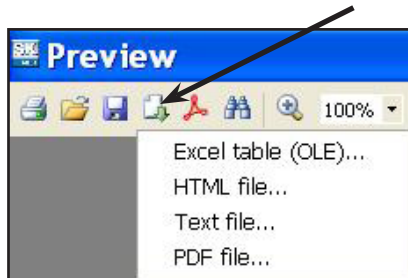 Preview
100%
Excel table (OLE)...
HTML file...
Text file...
PDF file...